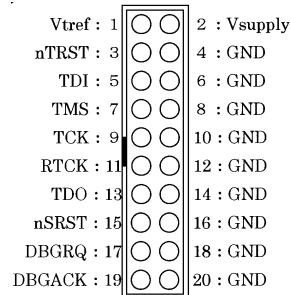 Vtref : 1 2 : Vsupply
nTRST : 3 4 : GND
TDI : 5 6 : GND
TMS : 7 8 : GND
TCK : 9 10 : GND
RTCK : 11 12 : GND
TDO : 13 14 : GND
nSRST : 15 16 : GND
DBGRQ : 17 18 : GND
DBGACK : 19 20 : GND